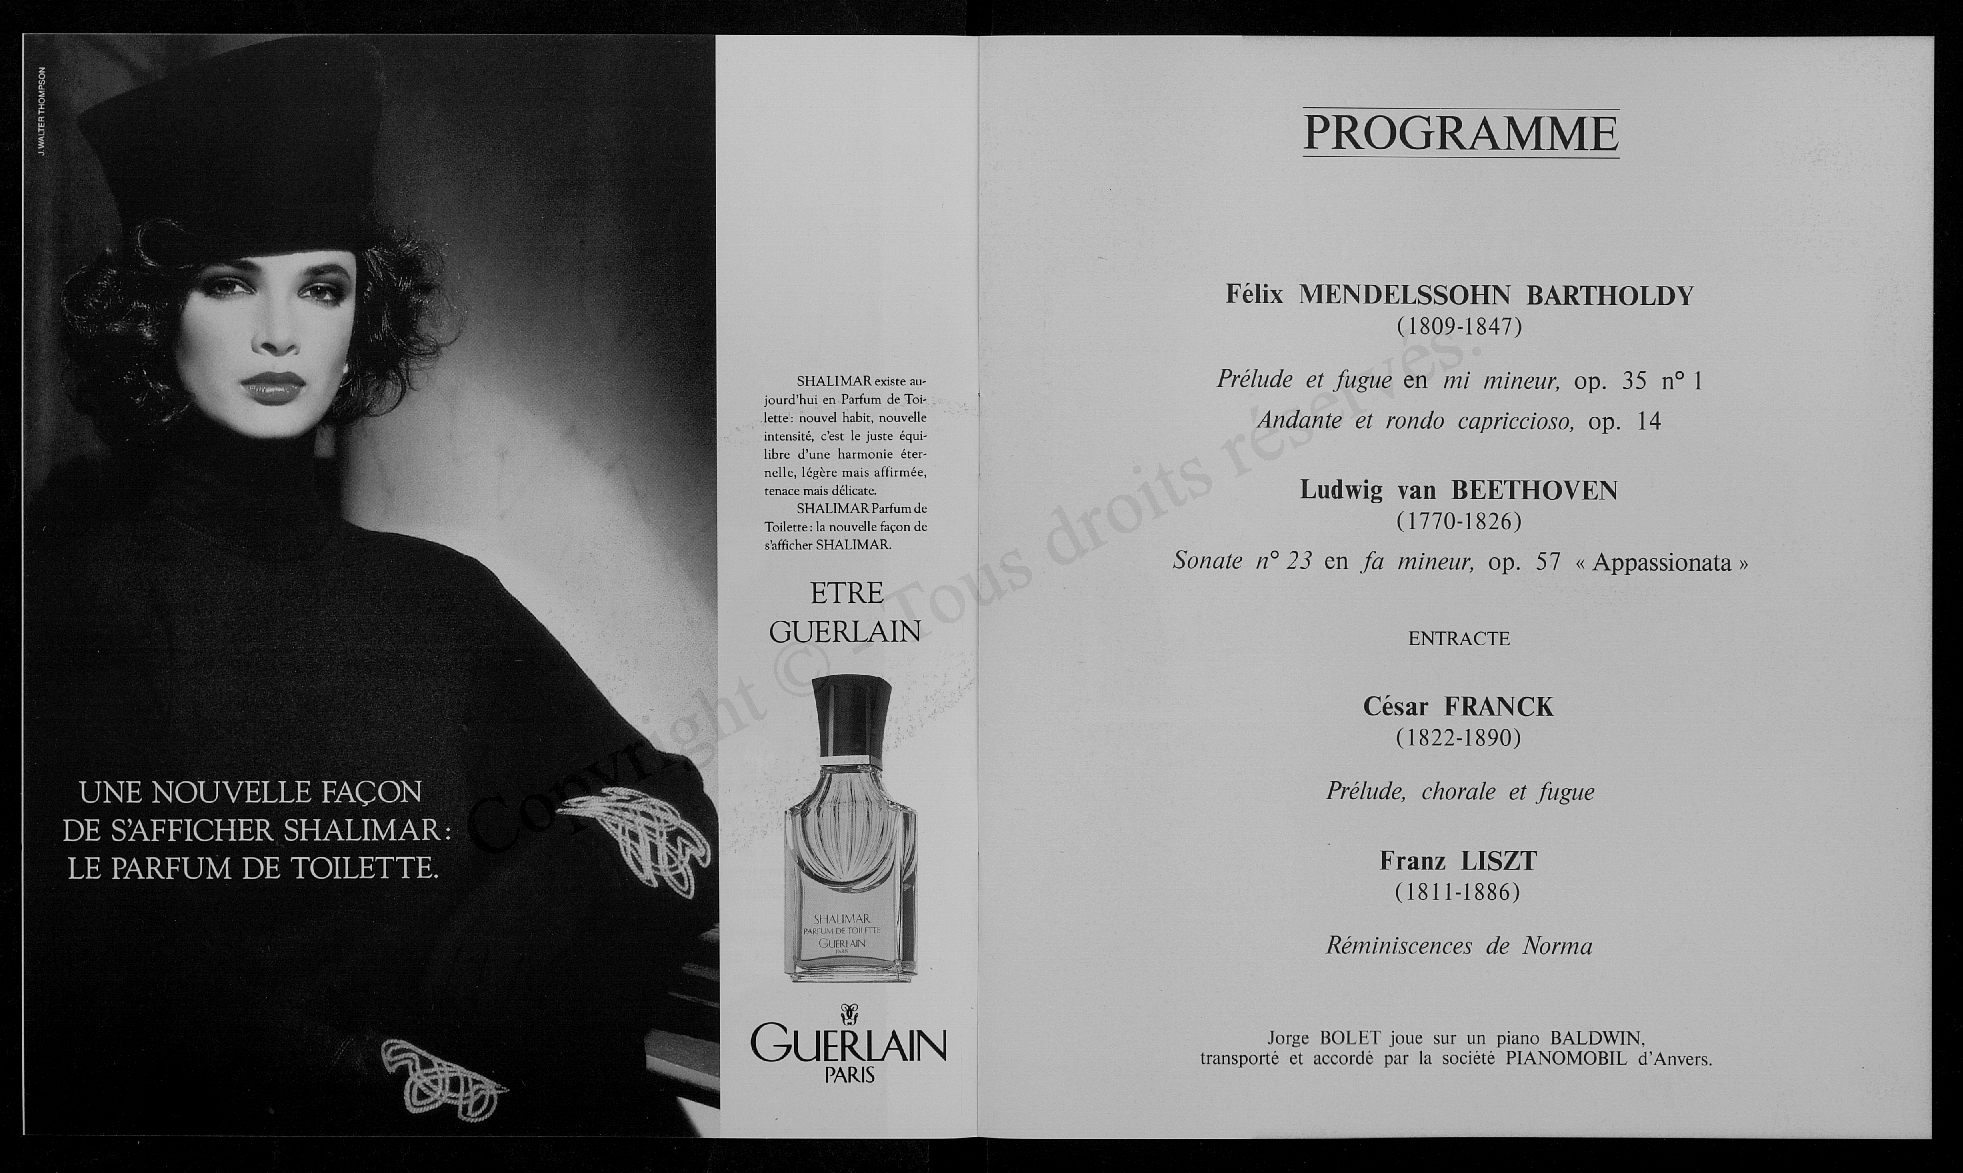 J. WALTER THOMPSON
UNE NOUVELLE FAÇON
DE S'AFFICHER SHALIMAR:
LE PARFUM DE TOILETTE.
SHALIMAR existe au-
jourd'hui en Parfum de Toi-
lette: nouvel habit, nouvelle
intensité, c'est le juste équi-
libre d'une harmonie éter-
nelle, légère mais affirmée,
tenace mais délicate.
SHALIMAR Parfum de
Toilette: la nouvelle façon de
s'afficher SHALIMAR.
ETRE
GUERLAIN
SHALIMAR
PARFUM DE TOILETTE
GUERLAIN
PARIS
GUERLAIN
PARIS
PROGRAMME
Félix MENDELSSOHN BARTHOLDY
(1809-1847)
Prélude et fugue en mi mineur, op. 35 n° 1
Andante et rondo capriccioso, op. 14
Ludwig van BEETHOVEN
(1770-1826)
Sonate n° 23 en fa mineur, op. 57 « Appassionata »
ENTRACTE
César FRANCK
(1822-1890)
Prélude, chorale et fugue
Franz LISZT
(1811-1886)
Réminiscences de Norma
Jorge BOLET joue sur un piano BALDWIN,
transporté et accordé par la société PIANOMOBIL d'Anvers.
Copyright © Tous droits réservés.